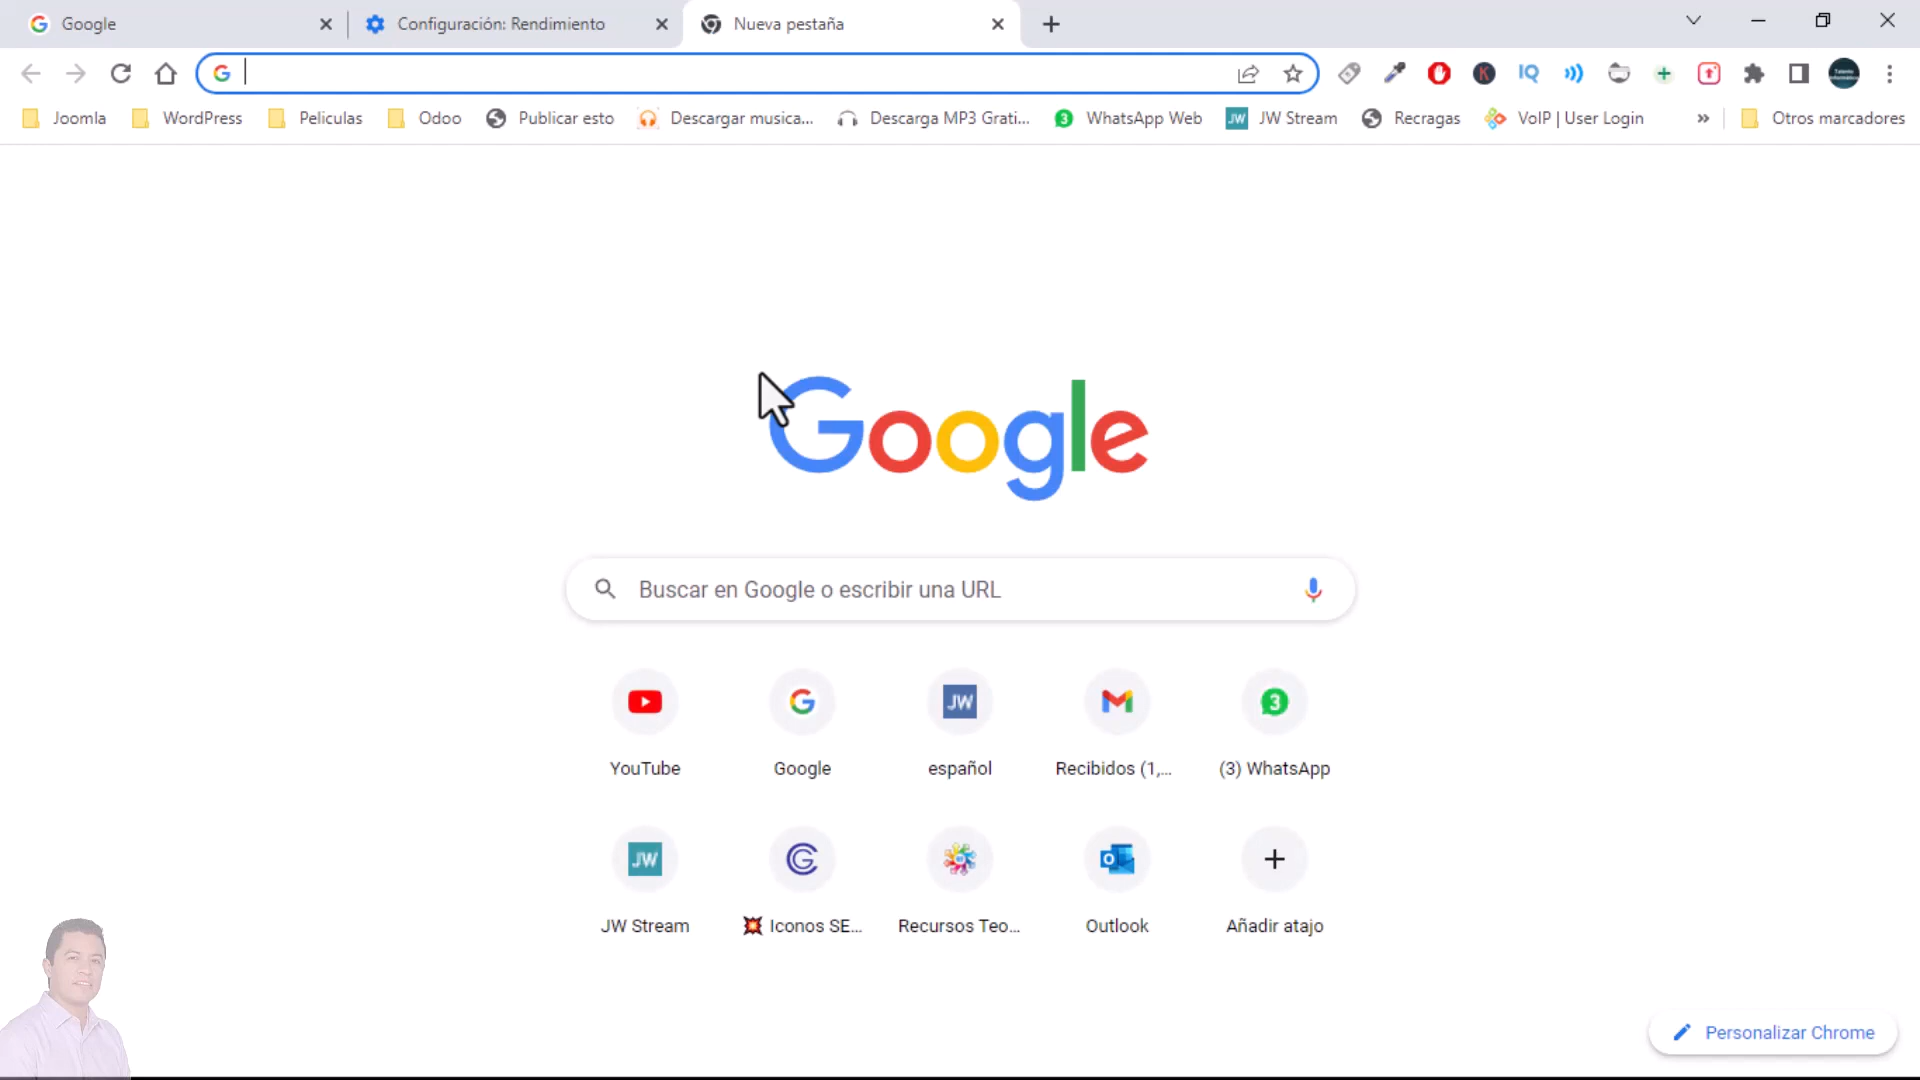 Google
Configuración: Rendimiento
Nueva pestaña
Joomla
WordPress
Peliculas
Odoo
Publicar esto
Descargar musica...
Descarga MP3 Grati...
WhatsApp Web
JW Stream
Recragas
VoIP | User Login
Otros marcadores
Google
Buscar en Google o escribir una URL
YouTube
Google
español
Recibidos (1,...
(3) WhatsApp
JW Stream
Iconos SE...
Recursos Teo...
Outlook
Añadir atajo
Personalizar Chrome